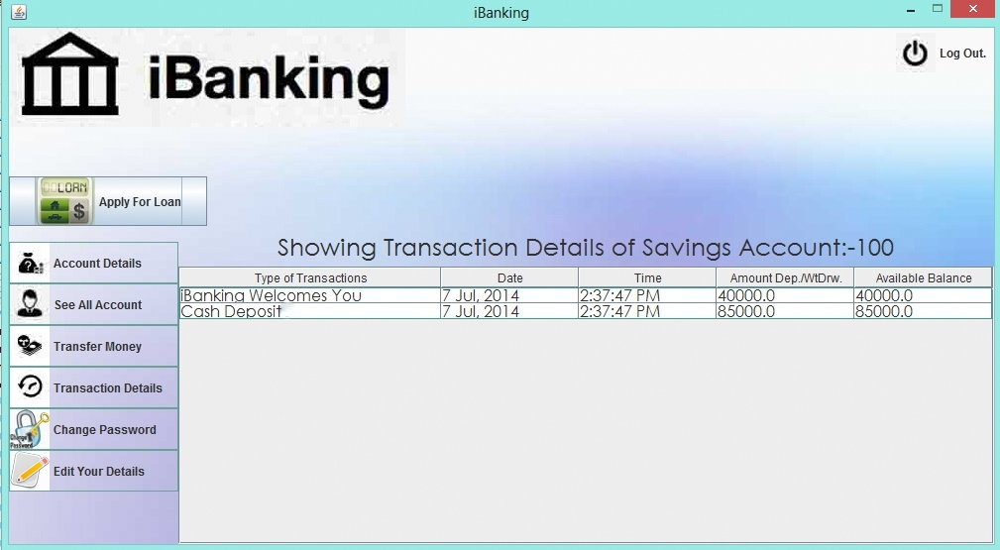 iBanking
iBanking
Log Out.
LOAN
$
Apply For Loan
Showing Transaction Details of Savings Account:-100
Account Details
See All Account
Transfer Money
Transaction Details
Change Password
Change Password
Edit Your Details
Type of Transactions Date Time Amount Dep./WtDrw. Available Balance
iBanking Welcomes You 7 Jul, 2014 2:37:47 PM 40000.0 40000.0
Cash Deposit 7 Jul, 2014 2:37:47 PM 85000.0 85000.0